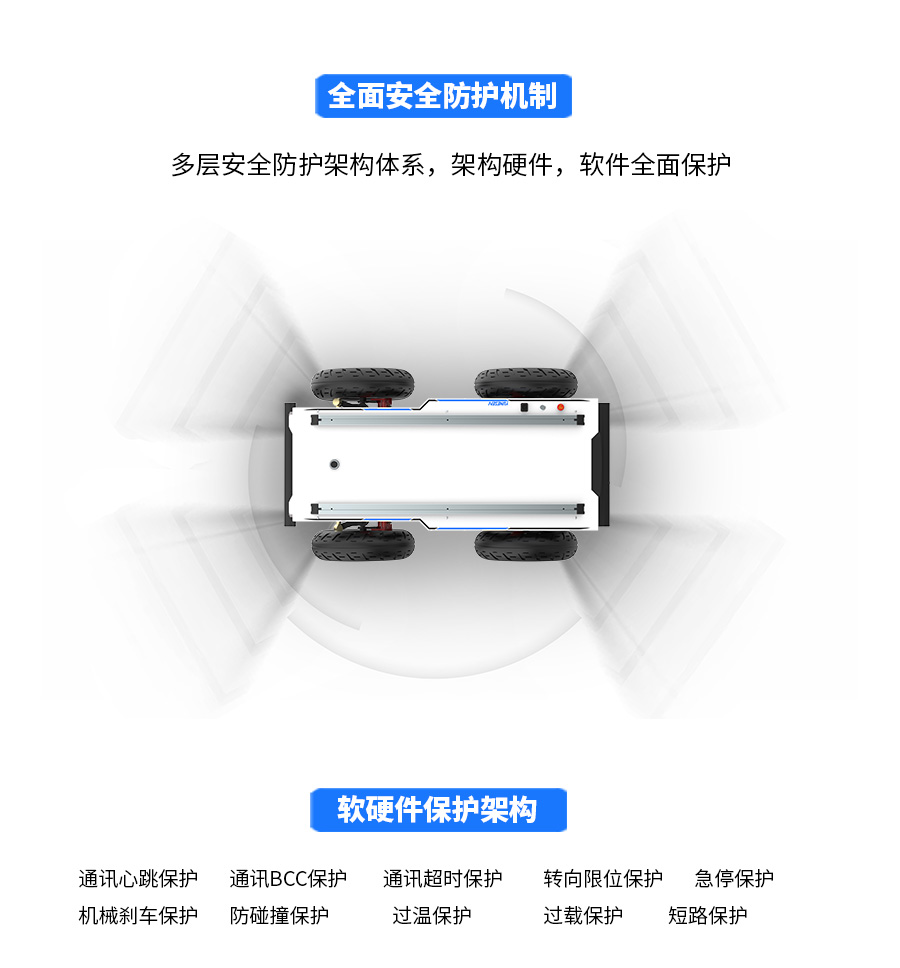 全面安全防护机制
多层安全防护架构体系，架构硬件，软件全面保护
软硬件保护架构
通讯心跳保护 通讯BCC保护 通讯超时保护 转向限位保护 急停保护
机械刹车保护 防碰撞保护 过温保护 过载保护 短路保护